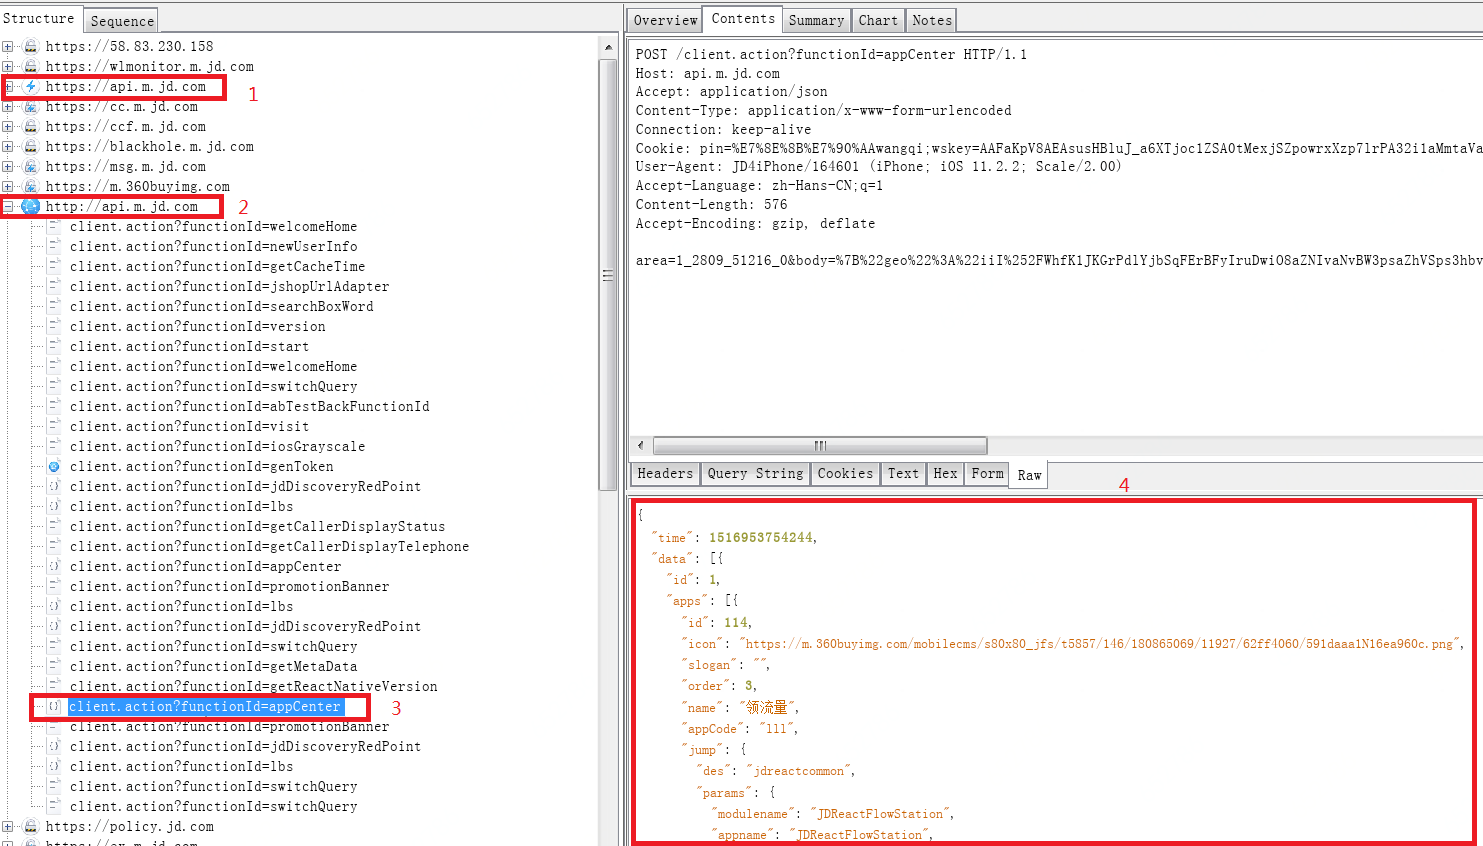 Structure
Sequence
https://58.83.230.158
https://wlmonitor.m.jd.com
https://api.m.jd.com
1
https://cc.m.jd.com
https://ccf.m.jd.com
https://blackhole.m.jd.com
https://msg.m.jd.com
https://m.360buyimg.com
http://api.m.jd.com
2
client.action?functionId=welcomeHome
client.action?functionId=newUserInfo
client.action?functionId=getCacheTime
client.action?functionId=jshopUrlAdapter
client.action?functionId=searchBoxWord
client.action?functionId=version
client.action?functionId=start
client.action?functionId=welcomeHome
client.action?functionId=switchQuery
client.action?functionId=abTestBackFunctionId
client.action?functionId=visit
client.action?functionId=iosGrayscale
client.action?functionId=genToken
client.action?functionId=jdDiscoveryRedPoint
client.action?functionId=lbs
client.action?functionId=getCallerDisplayStatus
client.action?functionId=getCallerDisplayTelephone
client.action?functionId=appCenter
client.action?functionId=promotionBanner
client.action?functionId=lbs
client.action?functionId=jdDiscoveryRedPoint
client.action?functionId=switchQuery
client.action?functionId=getMetaData
client.action?functionId=getReactNativeVersion
client.action?functionId=appCenter
3
client.action?functionId=promotionBanner
client.action?functionId=jdDiscoveryRedPoint
client.action?functionId=lbs
client.action?functionId=switchQuery
client.action?functionId=switchQuery
https://policy.jd.com
Overview
Contents
Summary
Chart
Notes
POST /client.action?functionId=appCenter HTTP/1.1
Host: api.m.jd.com
Accept: application/json
Content-Type: application/x-www-form-urlencoded
Connection: keep-alive
Cookie: pin=%E7%8E%8B%E7%90%AAwangqi;wskey=AAFaKpV8AEAsusHBluJ_a6XTjoc1ZSA0tMexjSZpowrxXzp7lrPA32i1aMmtaVa
User-Agent: JD4iPhone/164601 (iPhone; iOS 11.2.2; Scale/2.00)
Accept-Language: zh-Hans-CN;q=1
Content-Length: 576
Accept-Encoding: gzip, deflate
area=1_2809_51216_0&body=%7B%22geo%22%3A%22iiI%252FWhfK1JKGrPdlYjbSqFErBFyIruDwiO8aZNIvaNvBW3psaZhVSps3hbv
Headers
Query String
Cookies
Text
Hex
Form
Raw
4
{
"time": 1516953754244,
"data": [{
"id": 1,
"apps": [{
"id": 114,
"icon": "https://m.360buyimg.com/mobilecms/s80x80_jfs/t5857/146/180865069/11927/62ff4060/591daaa1N16ea960c.png",
"slogan": "",
"order": 3,
"name": "领流量",
"appCode": "lll",
"jump": {
"des": "jdreactcommon",
"params": {
"modulename": "JDReactFlowStation",
"appname": "JDReactFlowStation",